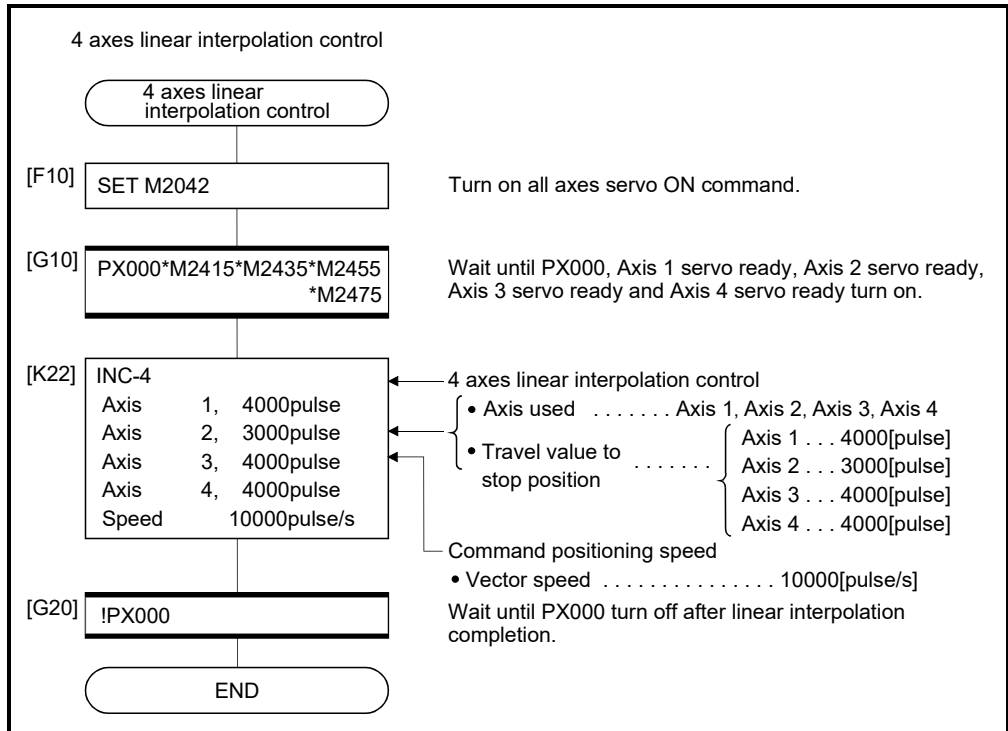 4 axes linear interpolation control
4 axes linear
interpolation control
[F10] SET M2042 Turn on all axes servo ON command.
[G10] PX000*M2415*M2435*M2455
*M2475
Wait until PX000, Axis 1 servo ready, Axis 2 servo ready,
Axis 3 servo ready and Axis 4 servo ready turn on.
[K22] INC-4
Axis 1, 4000pulse
Axis 2, 3000pulse
Axis 3, 4000pulse
Axis 4, 4000pulse
Speed 10000pulse/s
4 axes linear interpolation control
• Axis used . . . . . . . Axis 1, Axis 2, Axis 3, Axis 4
• Travel value to
stop position . . . . . . .
Axis 1 . . . 4000[pulse]
Axis 2 . . . 3000[pulse]
Axis 3 . . . 4000[pulse]
Axis 4 . . . 4000[pulse]
Command positioning speed
• Vector speed . . . . . . . . . . . . . . . 10000[pulse/s]
[G20] !PX000
Wait until PX000 turn off after linear interpolation
completion.
END